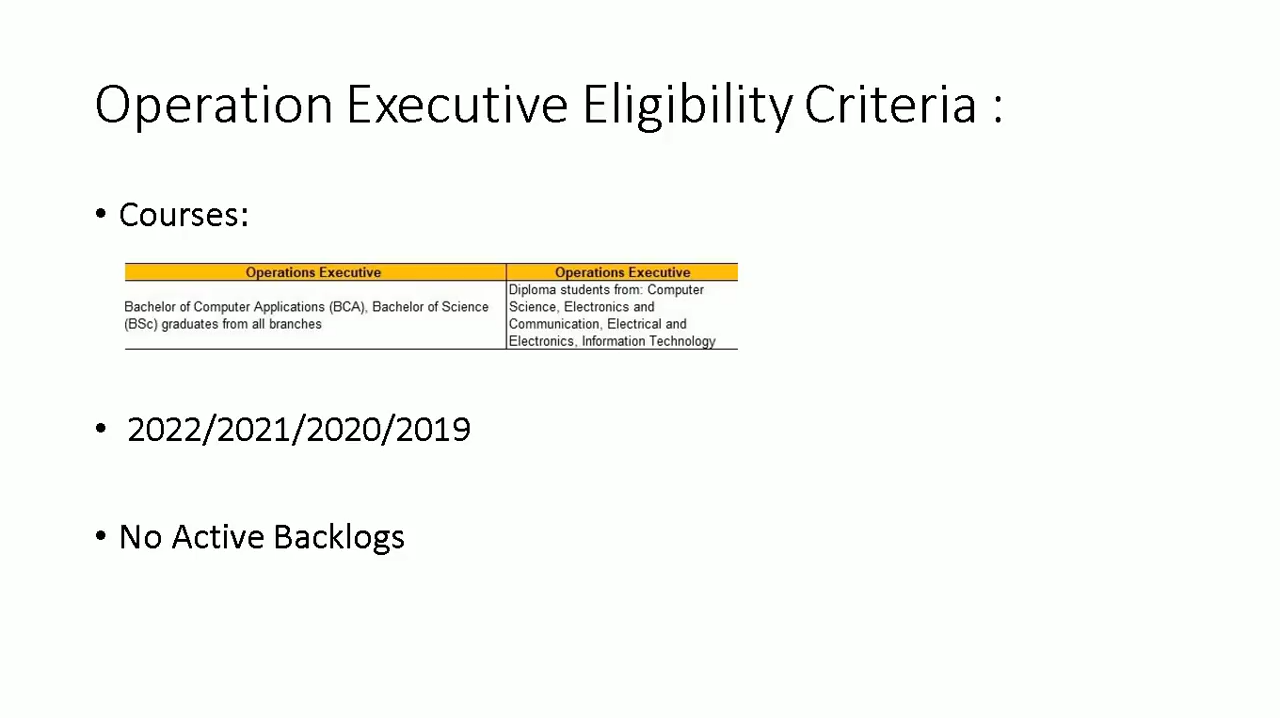 Operation Executive Eligibility Criteria :
• Courses:
Operations Executive
Operations Executive
Bachelor of Computer Applications (BCA), Bachelor of Science
(BSc) graduates from all branches
Diploma students from: Computer
Science, Electronics and
Communication, Electrical and
Electronics, Information Technology
• 2022/2021/2020/2019
• No Active Backlogs